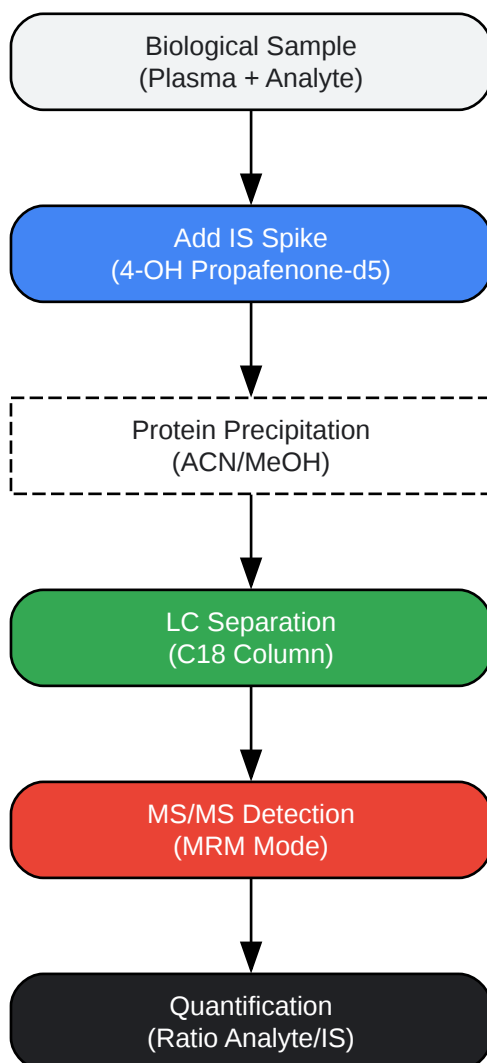 Biological Sample
(Plasma + Analyte)
Add IS Spike
(4-OH Propafenone-d5)
Protein Precipitation
(ACN/MeOH)
LC Separation
(C18 Column)
MS/MS Detection
(MRM Mode)
Quantification
(Ratio Analyte/IS)